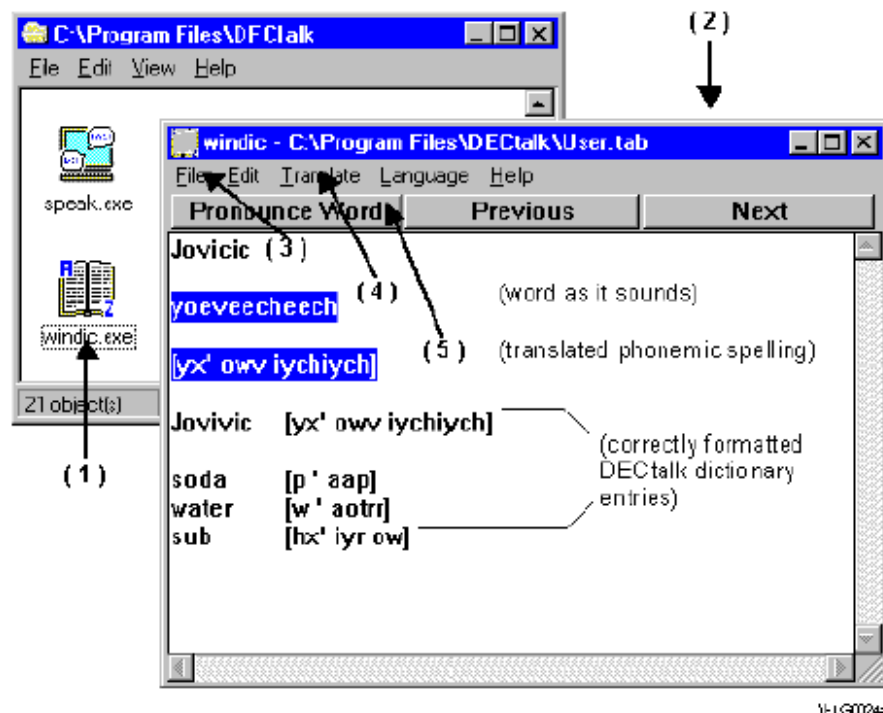 C:\Program Files\DECtalk
File Edit View Help
speak.exe
windic.exe
21 object(s)
(1)
(2)
windic - C:\Program Files\DECtalk\User.tab
File Edit Translate Language Help
Pronounce Word Previous Next
Jovicic (3)
yoeveecheech (4) (word as it sounds)
[yx' owv iychiych] (5) (translated phonemic spelling)
Jovivic [yx' owv iychiych]
(correctly formatted
DECtalk dictionary
entries)
soda [p ' aap]
water [w ' aotrr]
sub [hx' iyr ow]